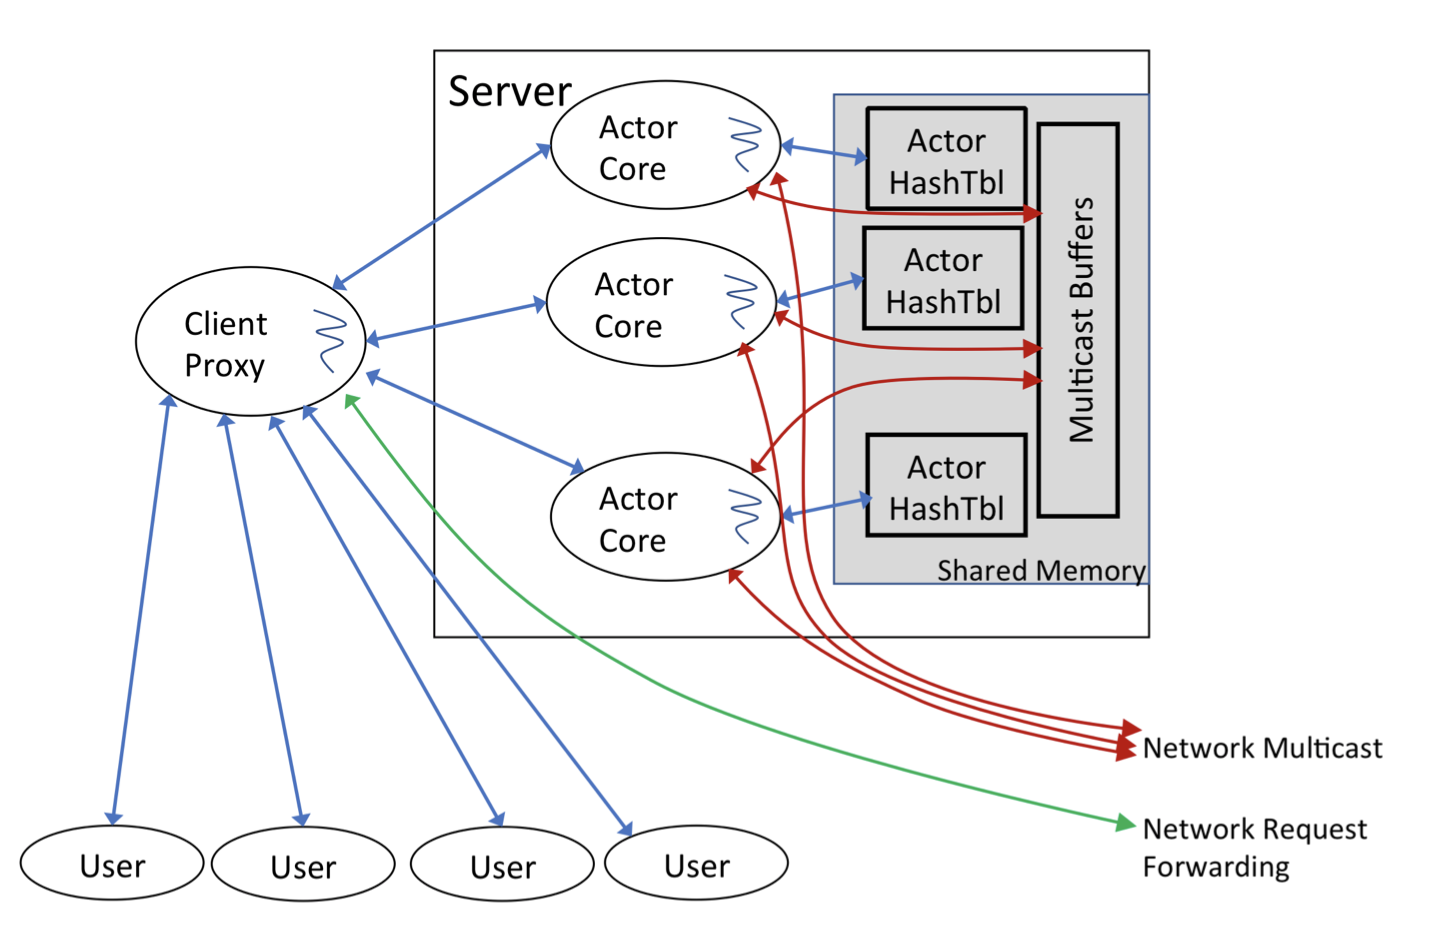 Server
Actor
Core
Actor
HashTbl
Actor
Core
Actor
HashTbl
Multicast Buffers
Client
Proxy
Actor
Core
Actor
HashTbl
Shared Memory
Network Multicast
Network Request
Forwarding
User
User
User
User